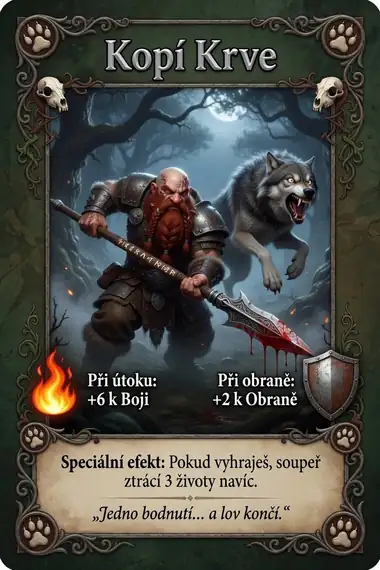 Kopí Krve
Při útoku:
+6 k Boji
Při obraně:
+2 k Obraně
Speciální efekt: Pokud vyhraješ, soupeř
ztrácí 3 životy navíc.
„Jedno bodnutí... a lov končí.“